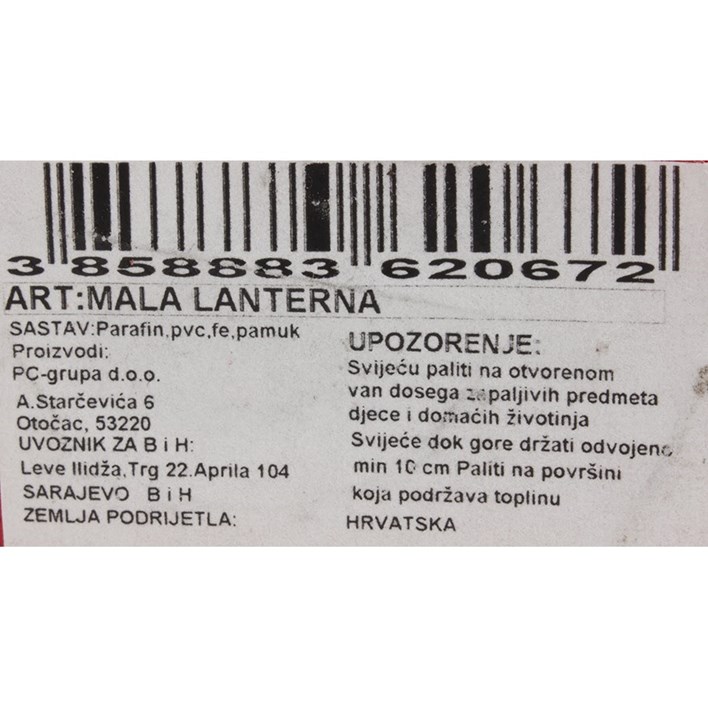 3 858883 620672
ART:MALA LANTERNA
SASTAV:Parafin,pvc,fe,pamuk
Proizvodi:
PC-grupa d.o.o.
A.Starčevića 6
Otočac, 53220
UVOZNIK ZA B i H:
Leve Ilidža,Trg 22.Aprila 104
SARAJEVO B i H
ZEMLJA PODRIJETLA:
UPOZORENJE:
Svijeću paliti na otvorenom
van dosega zapaljivih predmeta
djece i domaćih životinja
Svijeće dok gore držati odvojeno
min 10 cm Paliti na površini
koja podržava toplinu
HRVATSKA